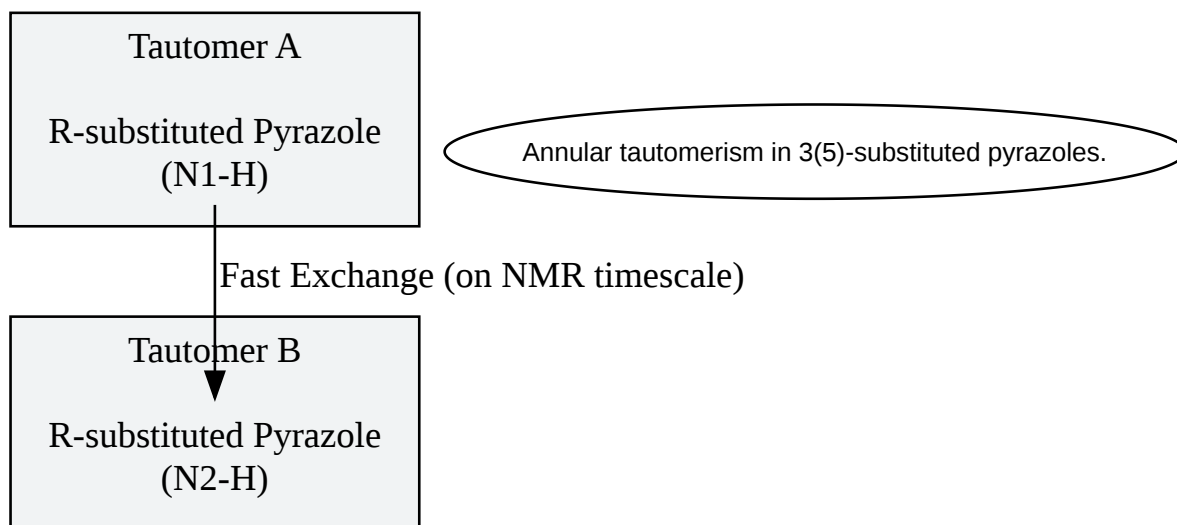 Tautomer A
R-substituted Pyrazole
(N1-H)
Annular tautomerism in 3(5)-substituted pyrazoles.
Fast Exchange (on NMR timescale)
Tautomer B
R-substituted Pyrazole
(N2-H)